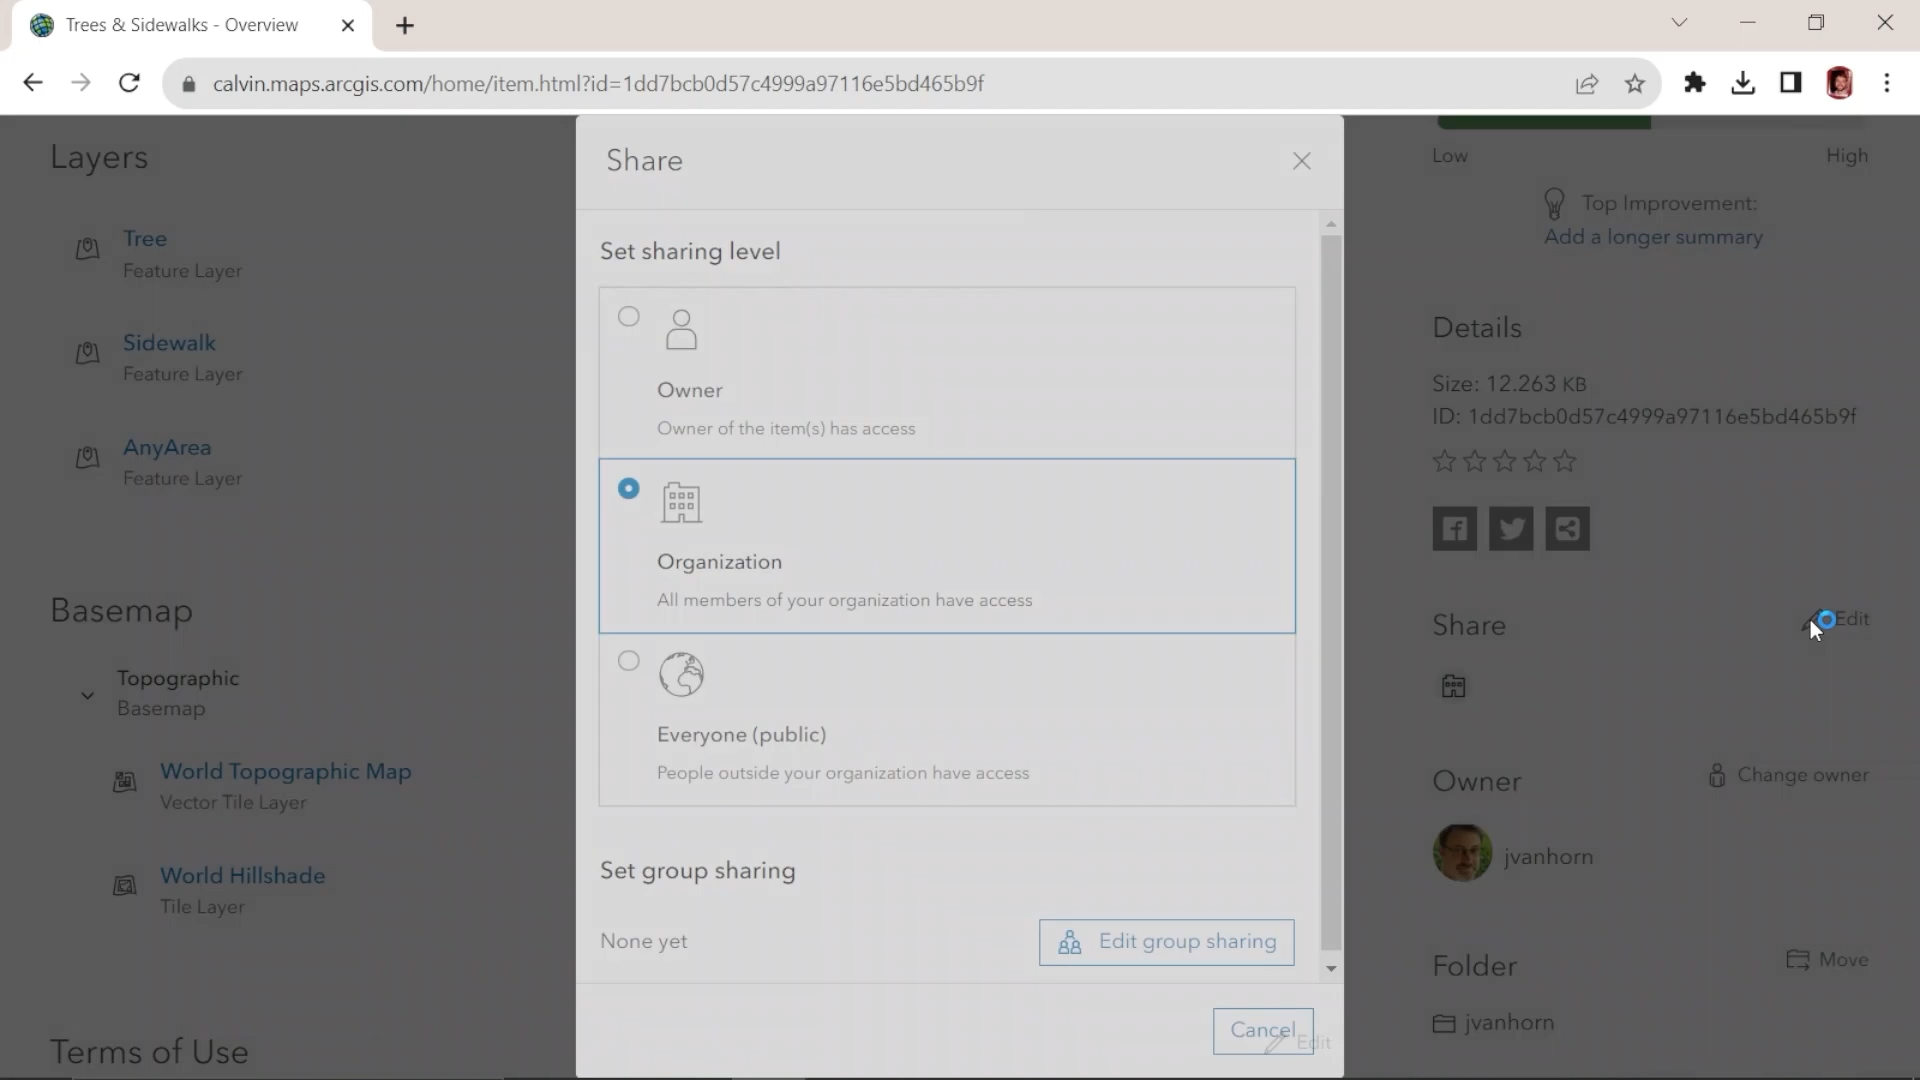 Trees & Sidewalks - Overview
calvin.maps.arcgis.com/home/item.html?id=1dd7bcb0d57c4999a97116e5bd465b9f
Layers
Tree
Feature Layer
Sidewalk
Feature Layer
AnyArea
Feature Layer
Basemap
Topographic
Basemap
World Topographic Map
Vector Tile Layer
World Hillshade
Tile Layer
Terms of Use
Share
Set sharing level
Owner
Owner of the item(s) has access
Organization
All members of your organization have access
Everyone (public)
People outside your organization have access
Set group sharing
None yet
Edit group sharing
Cancel
Edit
Low
High
Top Improvement:
Add a longer summary
Details
Size: 12.263 KB
ID: 1dd7bcb0d57c4999a97116e5bd465b9f
Share
Edit
Owner
Change owner
jvanhorn
Folder
Move
jvanhorn